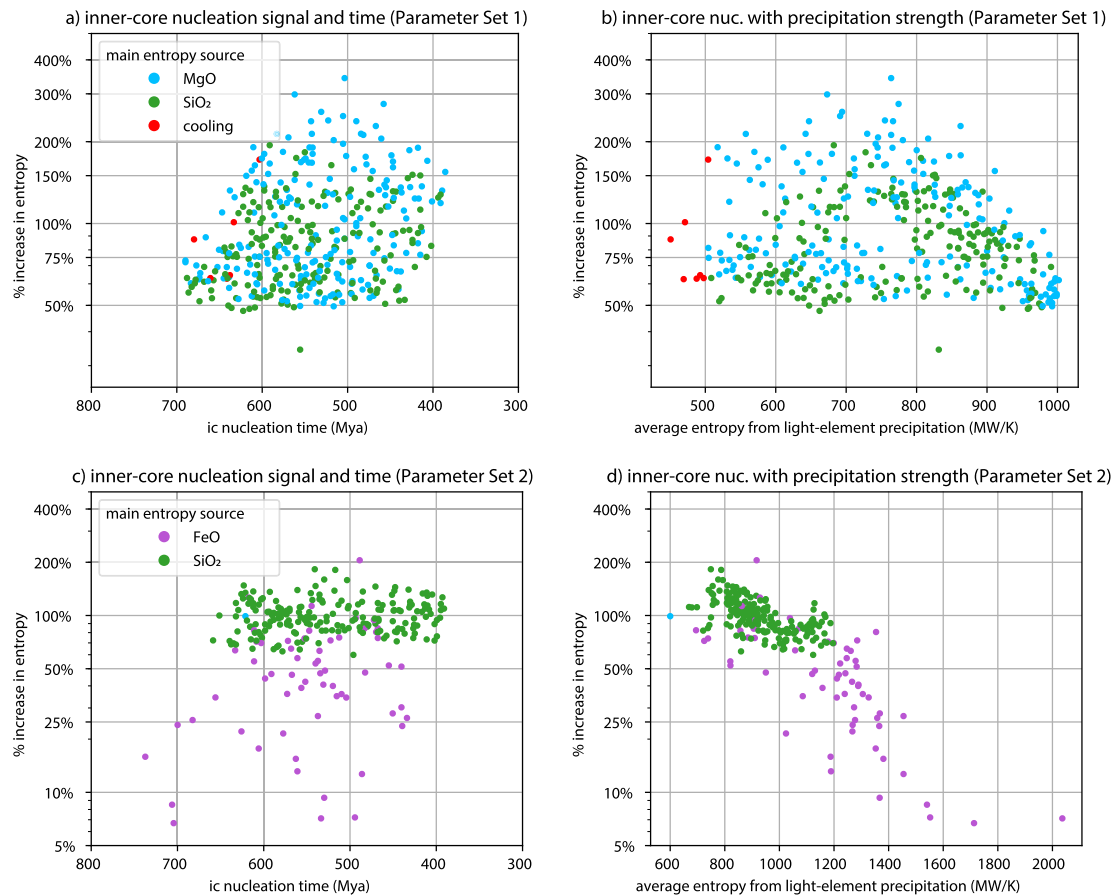 a) inner-core nucleation signal and time (Parameter Set 1)
400%
300%
200%
150%
100%
75%
50%
% increase in entropy
main entropy source
MgO
SiO₂
cooling
800 700 600 500 400 300
ic nucleation time (Mya)
b) inner-core nuc. with precipitation strength (Parameter Set 1)
400%
300%
200%
150%
100%
75%
50%
% increase in entropy
500 600 700 800 900 1000
average entropy from light-element precipitation (MW/K)
c) inner-core nucleation signal and time (Parameter Set 2)
400%
200%
100%
50%
25%
10%
5%
% increase in entropy
main entropy source
FeO
SiO₂
800 700 600 500 400 300
ic nucleation time (Mya)
d) inner-core nuc. with precipitation strength (Parameter Set 2)
400%
200%
100%
50%
25%
10%
5%
% increase in entropy
600 800 1000 1200 1400 1600 1800 2000
average entropy from light-element precipitation (MW/K)